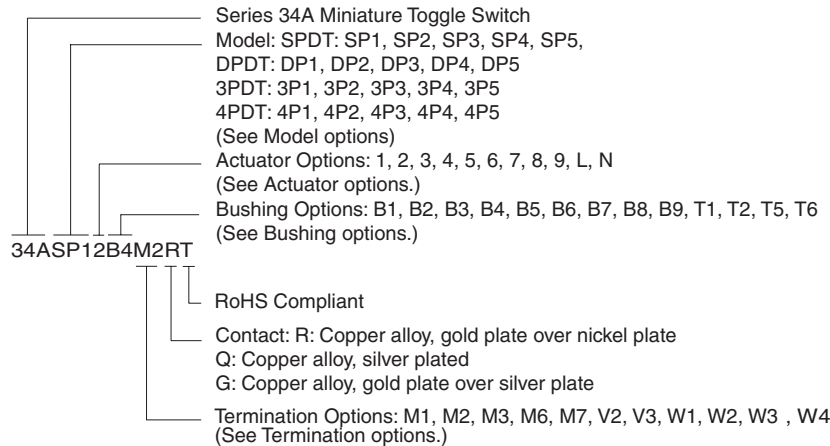 Series 34A Miniature Toggle Switch
Model: SPDT: SP1, SP2, SP3, SP4, SP5,
DPDT: DP1, DP2, DP3, DP4, DP5
3PDT: 3P1, 3P2, 3P3, 3P4, 3P5
4PDT: 4P1, 4P2, 4P3, 4P4, 4P5
(See Model options)
Actuator Options: 1, 2, 3, 4, 5, 6, 7, 8, 9, L, N
(See Actuator options.)
Bushing Options: B1, B2, B3, B4, B5, B6, B7, B8, B9, T1, T2, T5, T6
(See Bushing options.)
34ASP12B4M2RT
RoHS Compliant
Contact: R: Copper alloy, gold plate over nickel plate
Q: Copper alloy, silver plated
G: Copper alloy, gold plate over silver plate
Termination Options: M1, M2, M3, M6, M7, V2, V3, W1, W2, W3 , W4
(See Termination options.)